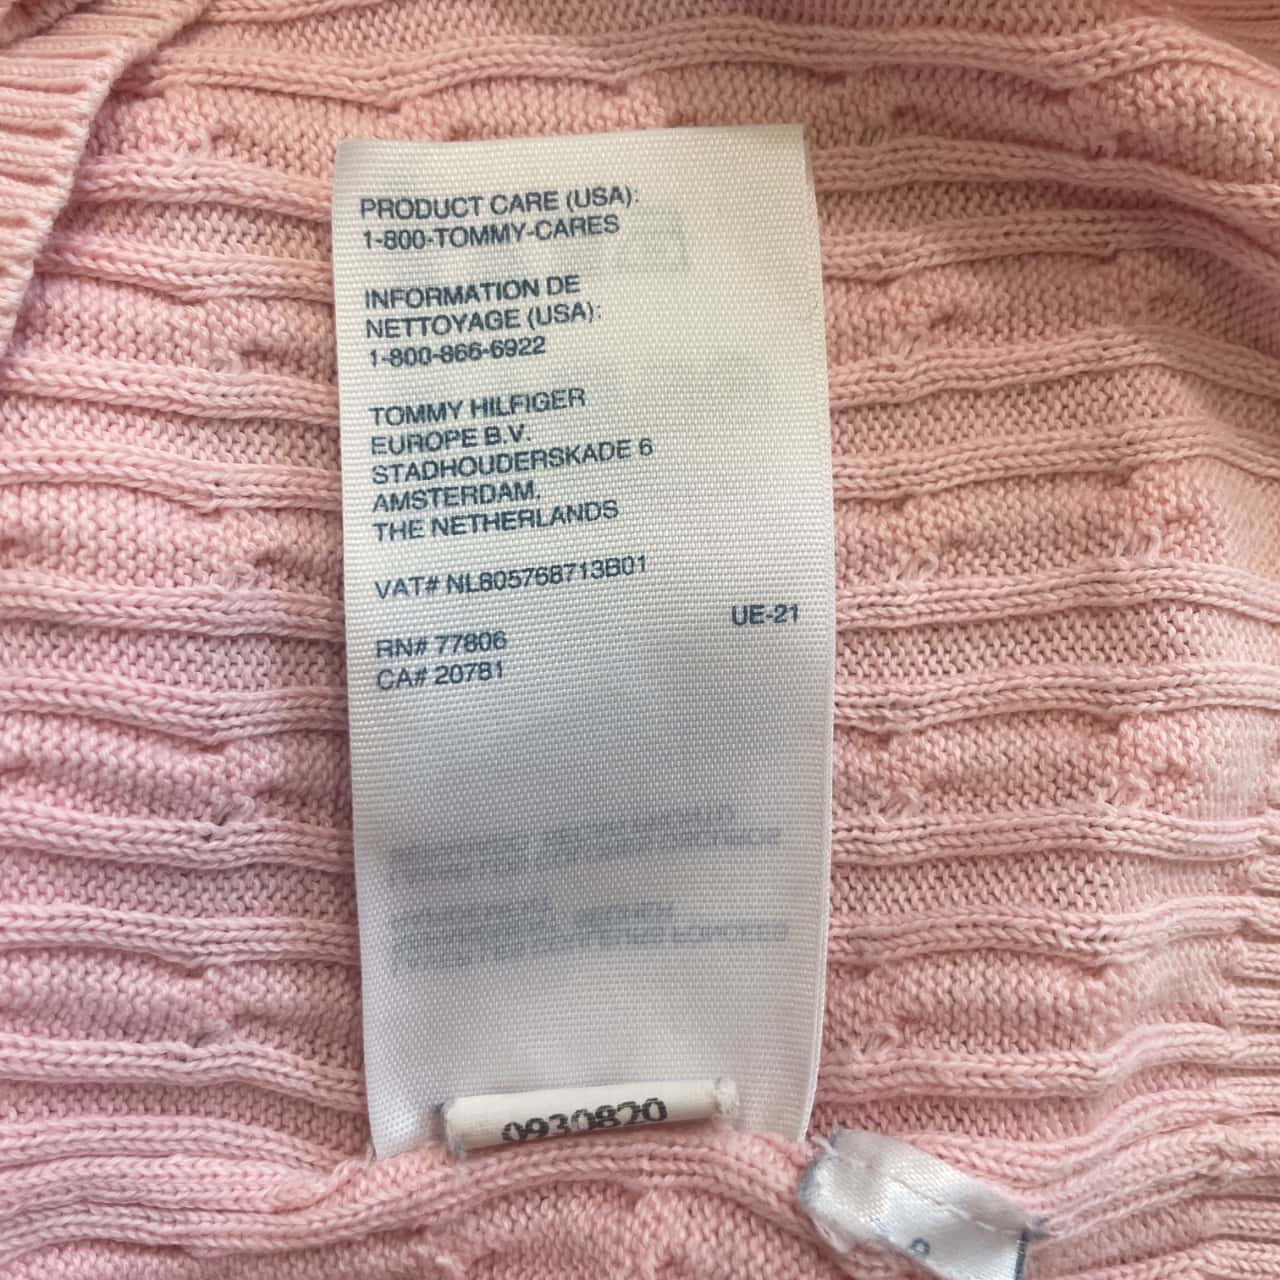 PRODUCT CARE (USA):
1-800-TOMMY-CARES
INFORMATION DE
NETTOYAGE (USA):
1-800-866-6922
TOMMY HILFIGER
EUROPE B.V.
STADHOUDERSKADE 6
AMSTERDAM,
THE NETHERLANDS
VAT# NL805768713B01
UE-21
RN# 77806
CA# 20781
0930820